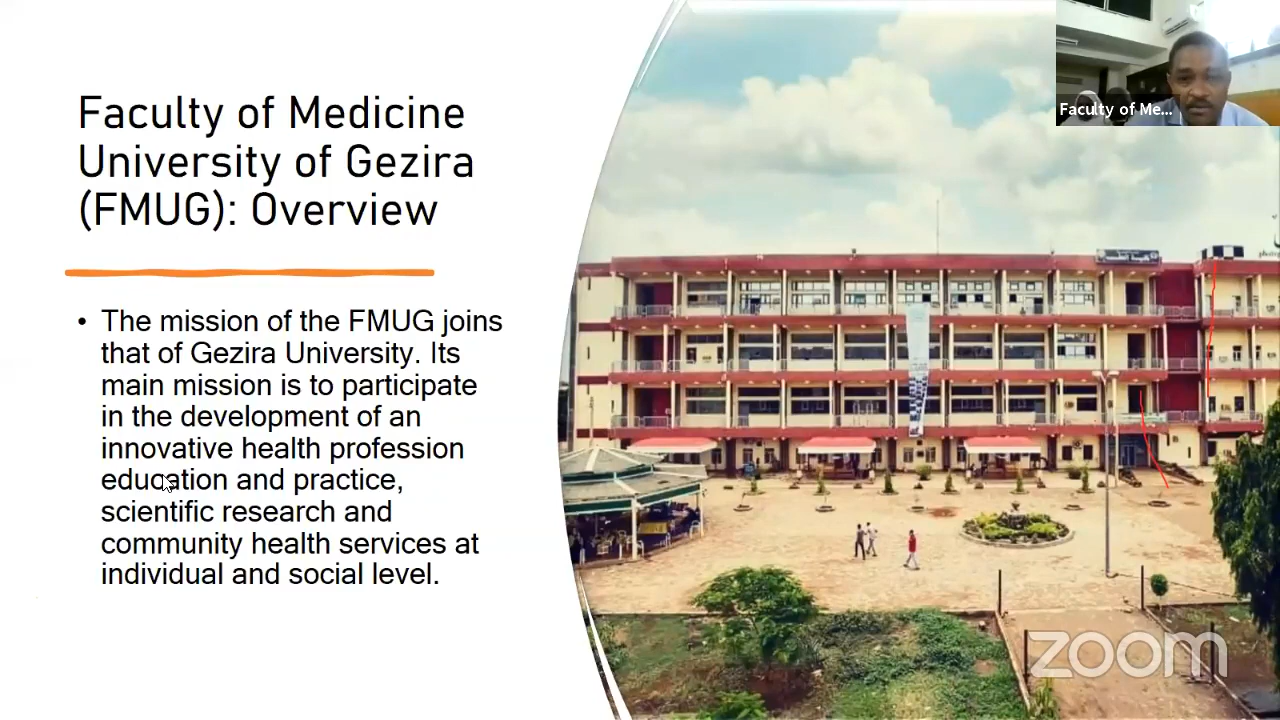 Faculty of Medicine
University of Gezira
(FMUG): Overview
• The mission of the FMUG joins
that of Gezira University. Its
main mission is to participate
in the development of an
innovative health profession
education and practice,
scientific research and
community health services at
individual and social level.
Faculty of Me...
zoom